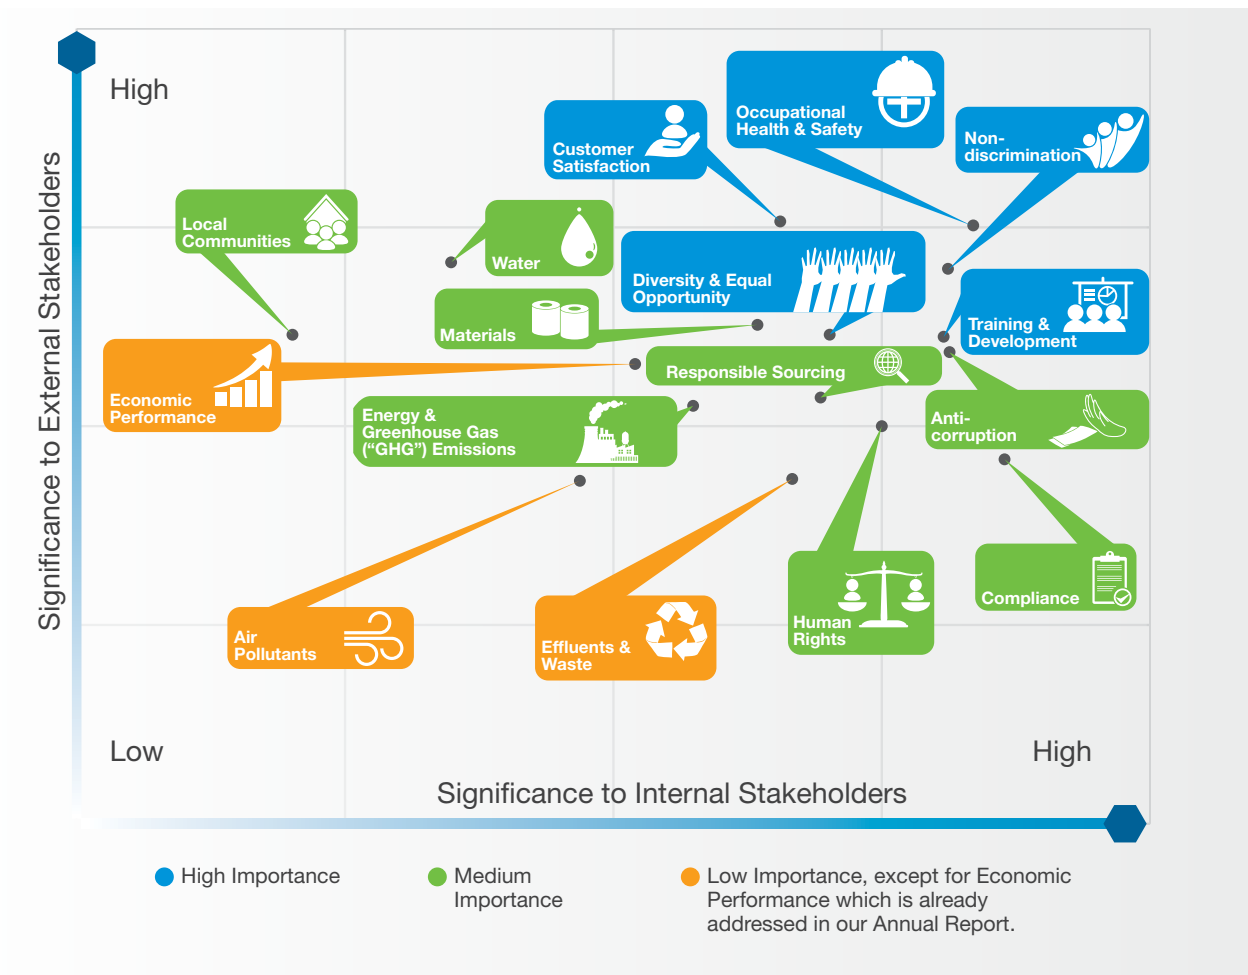 High
Significance to External Stakeholders
Occupational
Health & Safety
Customer
Satisfaction
Non-
discrimination
Local
Communities
Water
Diversity & Equal
Opportunity
Materials
Training &
Development
Responsible Sourcing
Economic
Performance
Energy &
Greenhouse Gas
(“GHG”) Emissions
Anti-
corruption
Compliance
Human
Rights
Air
Pollutants
Effluents &
Waste
Low
High
Significance to Internal Stakeholders
High Importance
Medium
Importance
Low Importance, except for Economic
Performance which is already
addressed in our Annual Report.